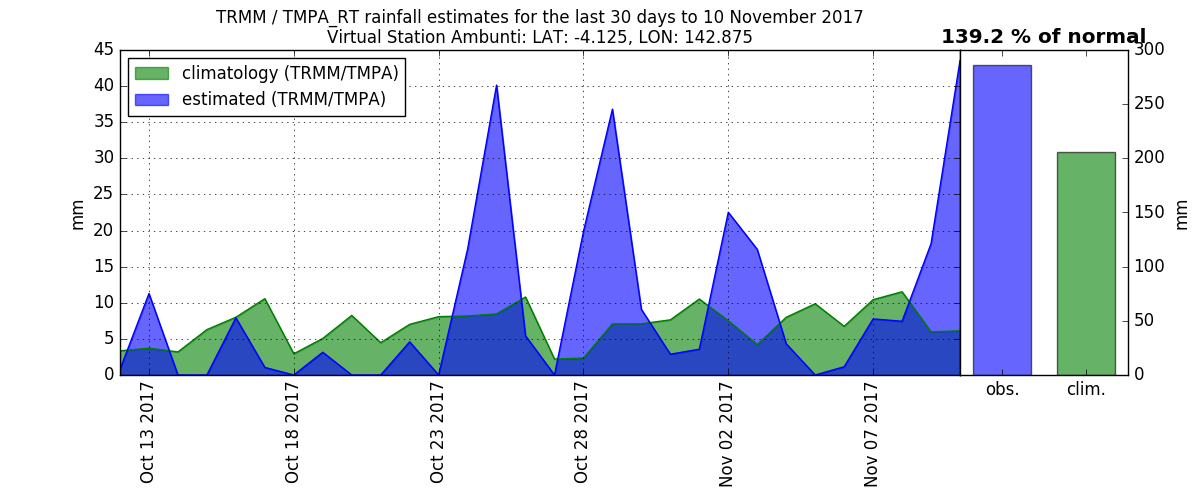 TRMM / TMPA_RT rainfall estimates for the last 30 days to 10 November 2017
Virtual Station Ambunti: LAT: -4.125, LON: 142.875
139.2 % of normal
climatology (TRMM/TMPA)
estimated (TRMM/TMPA)
mm
45
40
35
30
25
20
15
10
5
0
Oct 13 2017
Oct 18 2017
Oct 23 2017
Oct 28 2017
Nov 02 2017
Nov 07 2017
obs.
clim.
300
250
200
150
100
50
0
mm